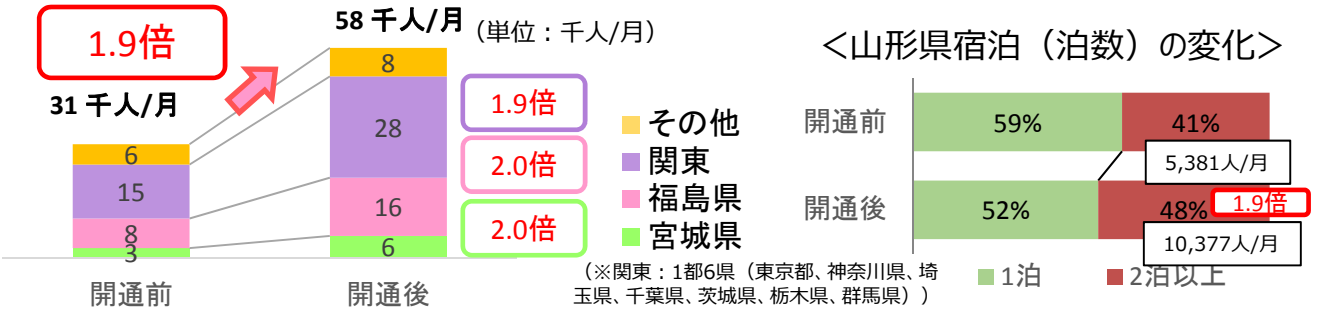 1.9倍
31 千人/月
58 千人/月
（単位：千人/月）
6
15
8
3
開通前
8
28
16
6
開通後
1.9倍
2.0倍
2.0倍
その他
関東
福島県
宮城県
（※関東：1都6県（東京都、神奈川県、埼
玉県、千葉県、茨城県、栃木県、群馬県））
＜山形県宿泊（泊数）の変化＞
開通前
59%
41%
5,381人/月
開通後
52%
48%
1.9倍
10,377人/月
1泊
2泊以上